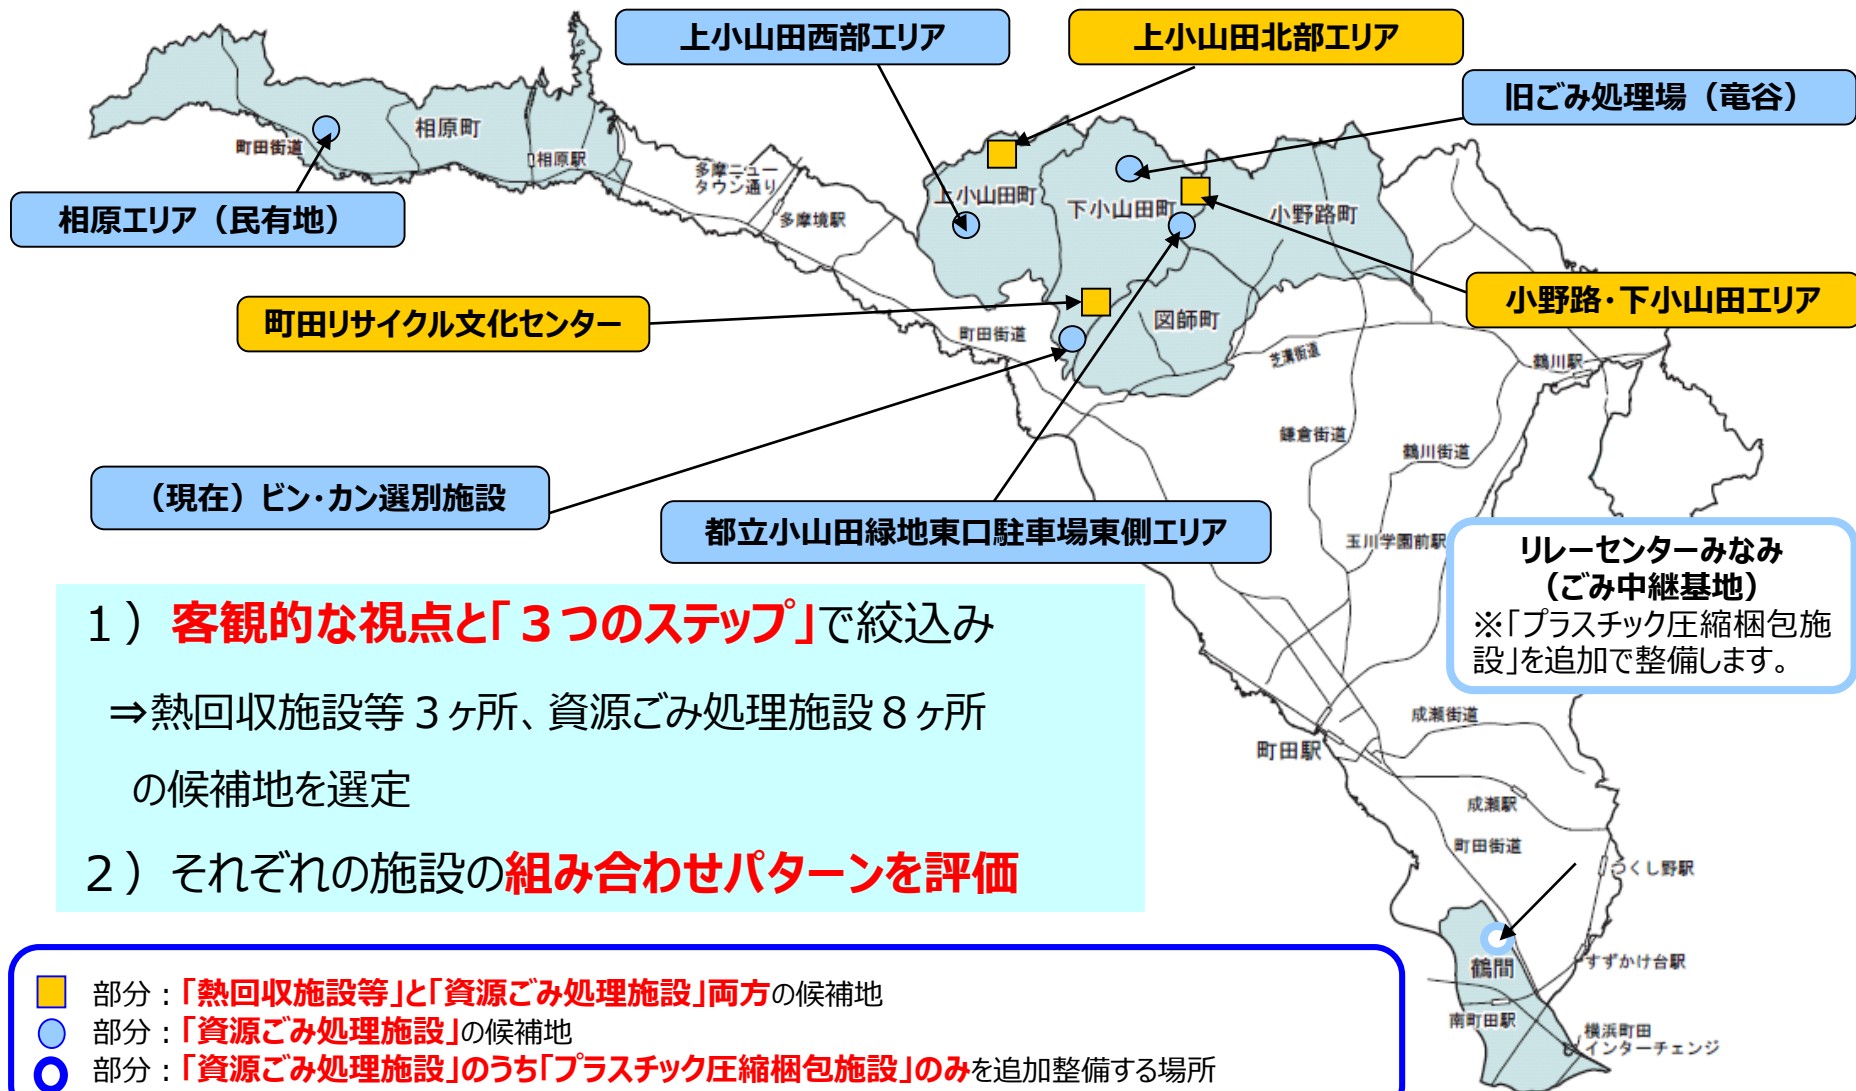 上小山田西部エリア
上小山田北部エリア
旧ごみ処理場（竜谷）
相原町
町田街道
相原駅
多摩ニュー
タウン通り
上小山田町
下小山田町
小野路町
多摩境駅
相原エリア（民有地）
小野路・下小山田エリア
町田リサイクル文化センター
町田街道
図師町
芝溝街道
鶴川駅
鎌倉街道
鶴川街道
（現在）ビン・カン選別施設
都立小山田緑地東口駐車場東側エリア
玉川学園前駅
リレーセンターみなみ
（ごみ中継基地）
※「プラスチック圧縮梱包施
設」を追加で整備します。
１）客観的な視点と「３つのステップ」で絞込み
⇒熱回収施設等３ヶ所、資源ごみ処理施設８ヶ所
の候補地を選定
２）それぞれの施設の組み合わせパターンを評価
成瀬街道
町田駅
成瀬駅
町田街道
つくし野駅
鶴間
すずかけ台駅
南町田駅
横浜町田
インターチェンジ
部分：「熱回収施設等」と「資源ごみ処理施設」両方の候補地
部分：「資源ごみ処理施設」の候補地
部分：「資源ごみ処理施設」のうち「プラスチック圧縮梱包施設」のみを追加整備する場所